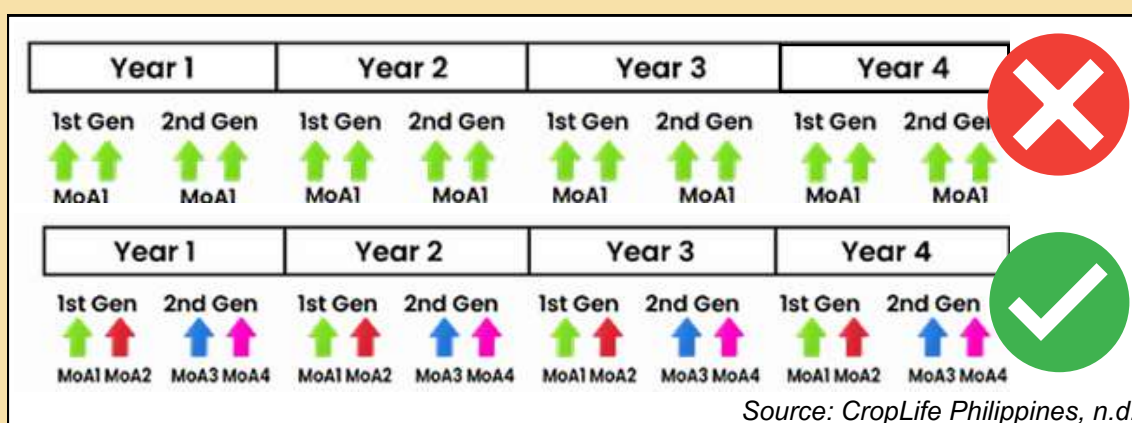 Year 1 Year 2 Year 3 Year 4
1st Gen 2nd Gen 1st Gen 2nd Gen 1st Gen 2nd Gen 1st Gen 2nd Gen
MoA1 MoA1 MoA1 MoA1 MoA1 MoA1 MoA1 MoA1
Year 1 Year 2 Year 3 Year 4
1st Gen 2nd Gen 1st Gen 2nd Gen 1st Gen 2nd Gen 1st Gen 2nd Gen
MoA1 MoA2 MoA3 MoA4 MoA1 MoA2 MoA3 MoA4 MoA1 MoA2 MoA3 MoA4 MoA1 MoA2 MoA3 MoA4
Source: CropLife Philippines, n.d.